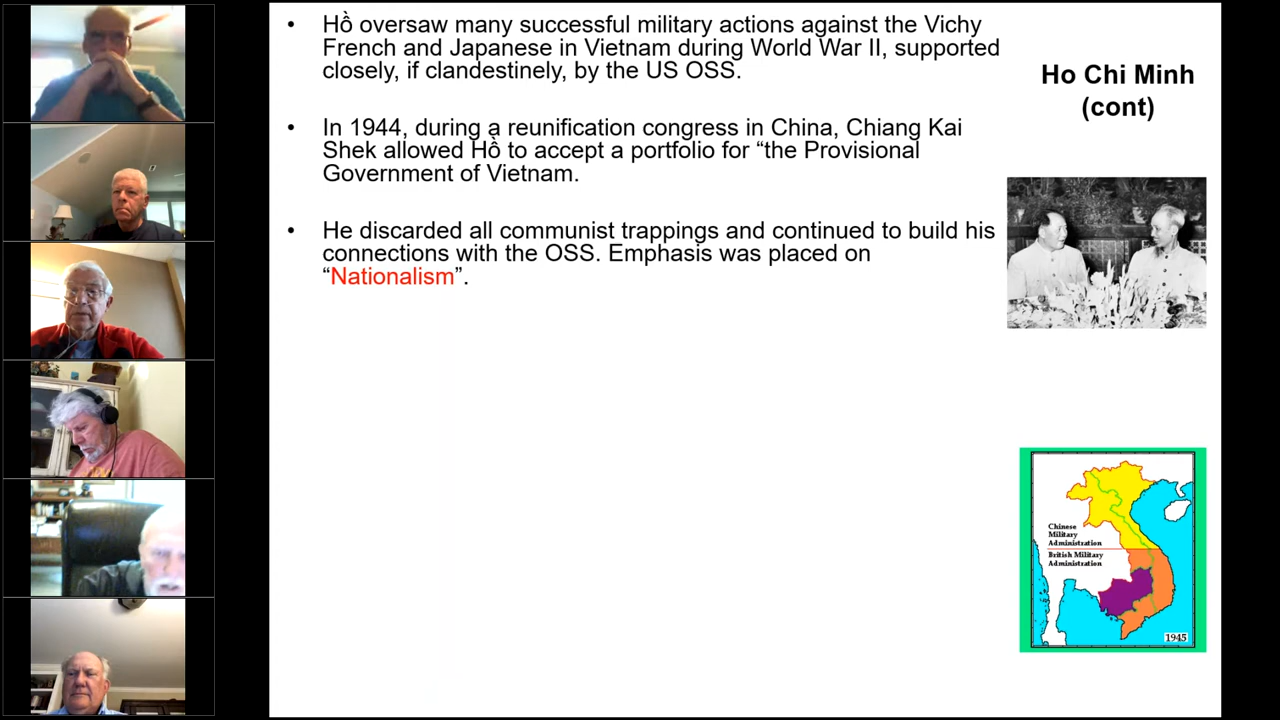 • Hồ oversaw many successful military actions against the Vichy
French and Japanese in Vietnam during World War II, supported
closely, if clandestinely, by the US OSS.
• In 1944, during a reunification congress in China, Chiang Kai
Shek allowed Hồ to accept a portfolio for “the Provisional
Government of Vietnam.
• He discarded all communist trappings and continued to build his
connections with the OSS. Emphasis was placed on
“Nationalism”.
Ho Chi Minh
(cont)
Chinese
Military
Administration
British Military
Administration
1945